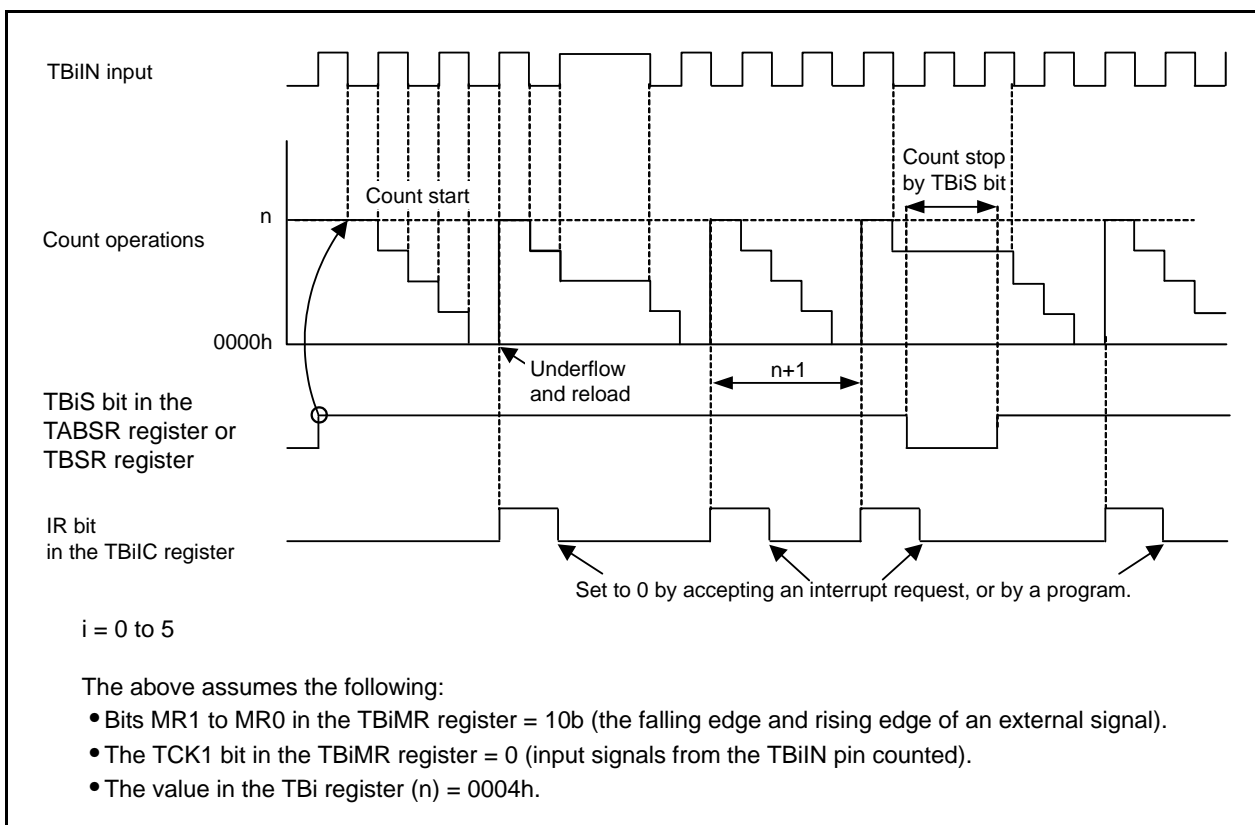 TBiIN input
Count stop
by TBiS bit
Count start
n
Count operations
0000h
Underflow
and reload
n+1
TBiS bit in the
TABSR register or
TBSR register
IR bit
in the TBiIC register
Set to 0 by accepting an interrupt request, or by a program.
i = 0 to 5
The above assumes the following:
• Bits MR1 to MR0 in the TBiMR register = 10b (the falling edge and rising edge of an external signal).
• The TCK1 bit in the TBiMR register = 0 (input signals from the TBiIN pin counted).
• The value in the TBi register (n) = 0004h.